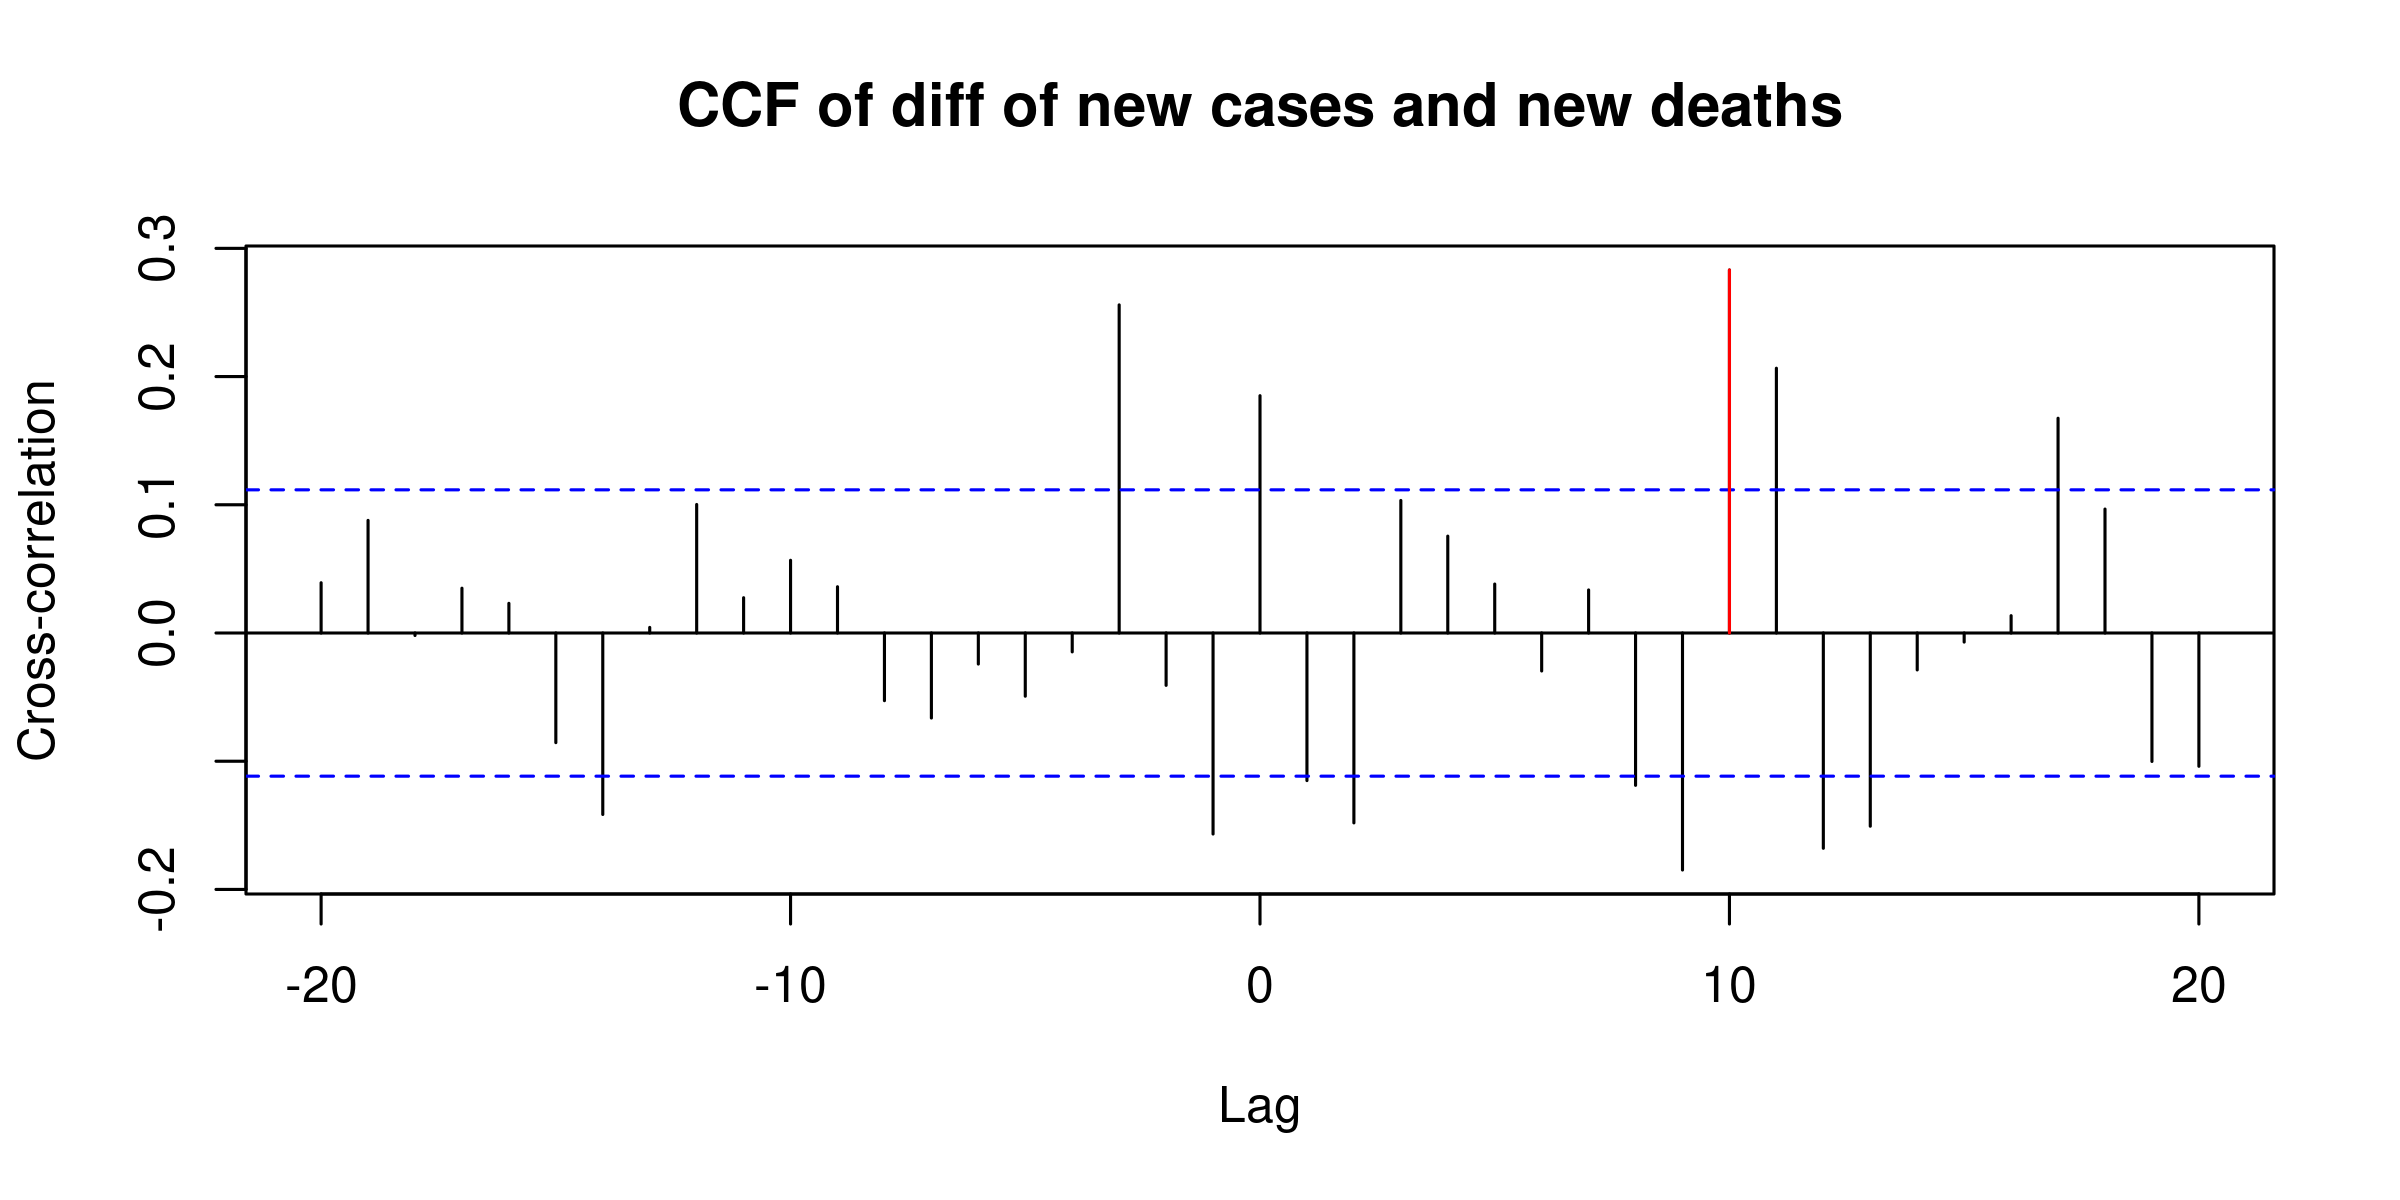 CCF of diff of new cases and new deaths
Cross-correlation
0.3
0.2
0.1
0.0
-0.2
-20 -10 0 10 20
Lag